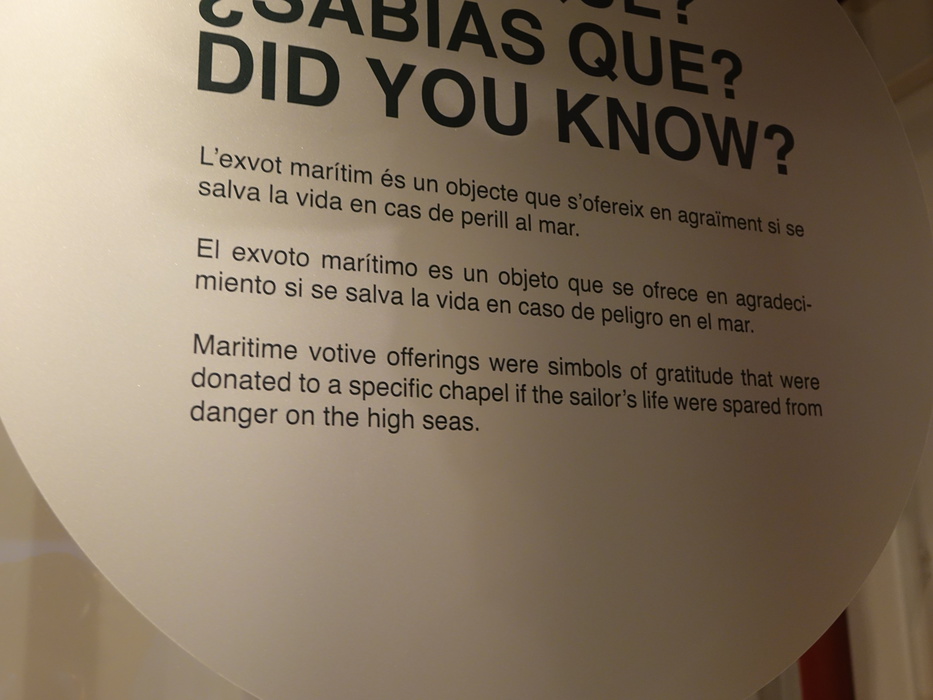 ¿SABÍAS QUE?
DID YOU KNOW?
L’exvot marítim és un objecte que s’ofereix en agraïment si se
salva la vida en cas de perill al mar.
El exvoto marítimo es un objeto que se ofrece en agradeci-
miento si se salva la vida en caso de peligro en el mar.
Maritime votive offerings were simbols of gratitude that were
donated to a specific chapel if the sailor’s life were spared from
danger on the high seas.